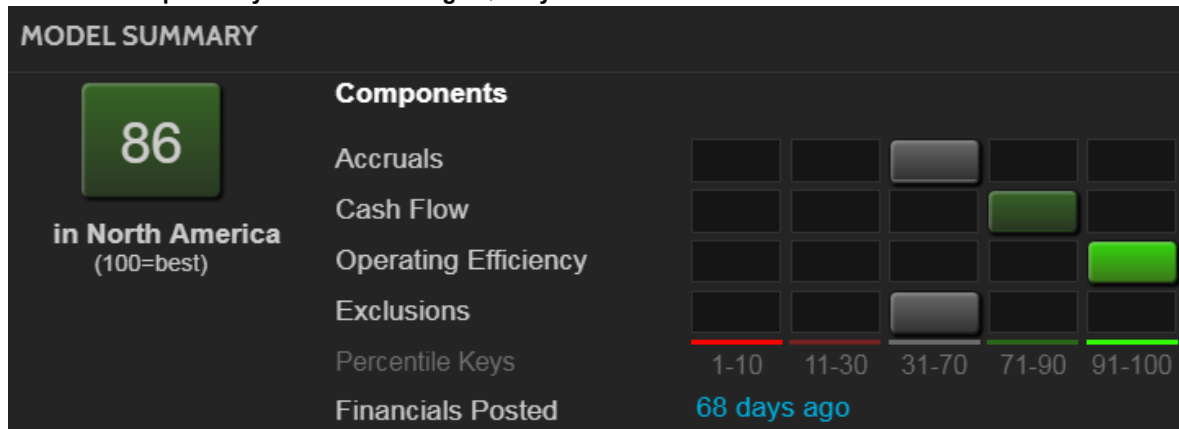 MODEL SUMMARY
86
in North America
(100=best)
Components
Accruals
Cash Flow
Operating Efficiency
Exclusions
Percentile Keys
1-10 11-30 31-70 71-90 91-100
Financials Posted
68 days ago